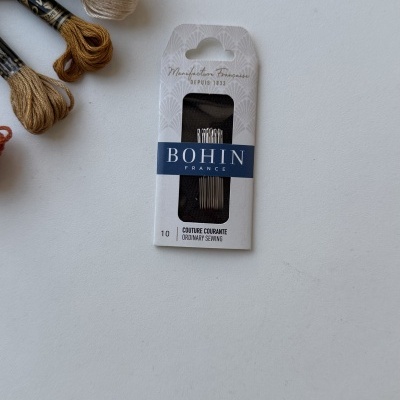 Manufacture Française
DEPUIS 1833
BOHIN
FRANCE
10
COUTURE COURANTE
ORDINARY SEWING